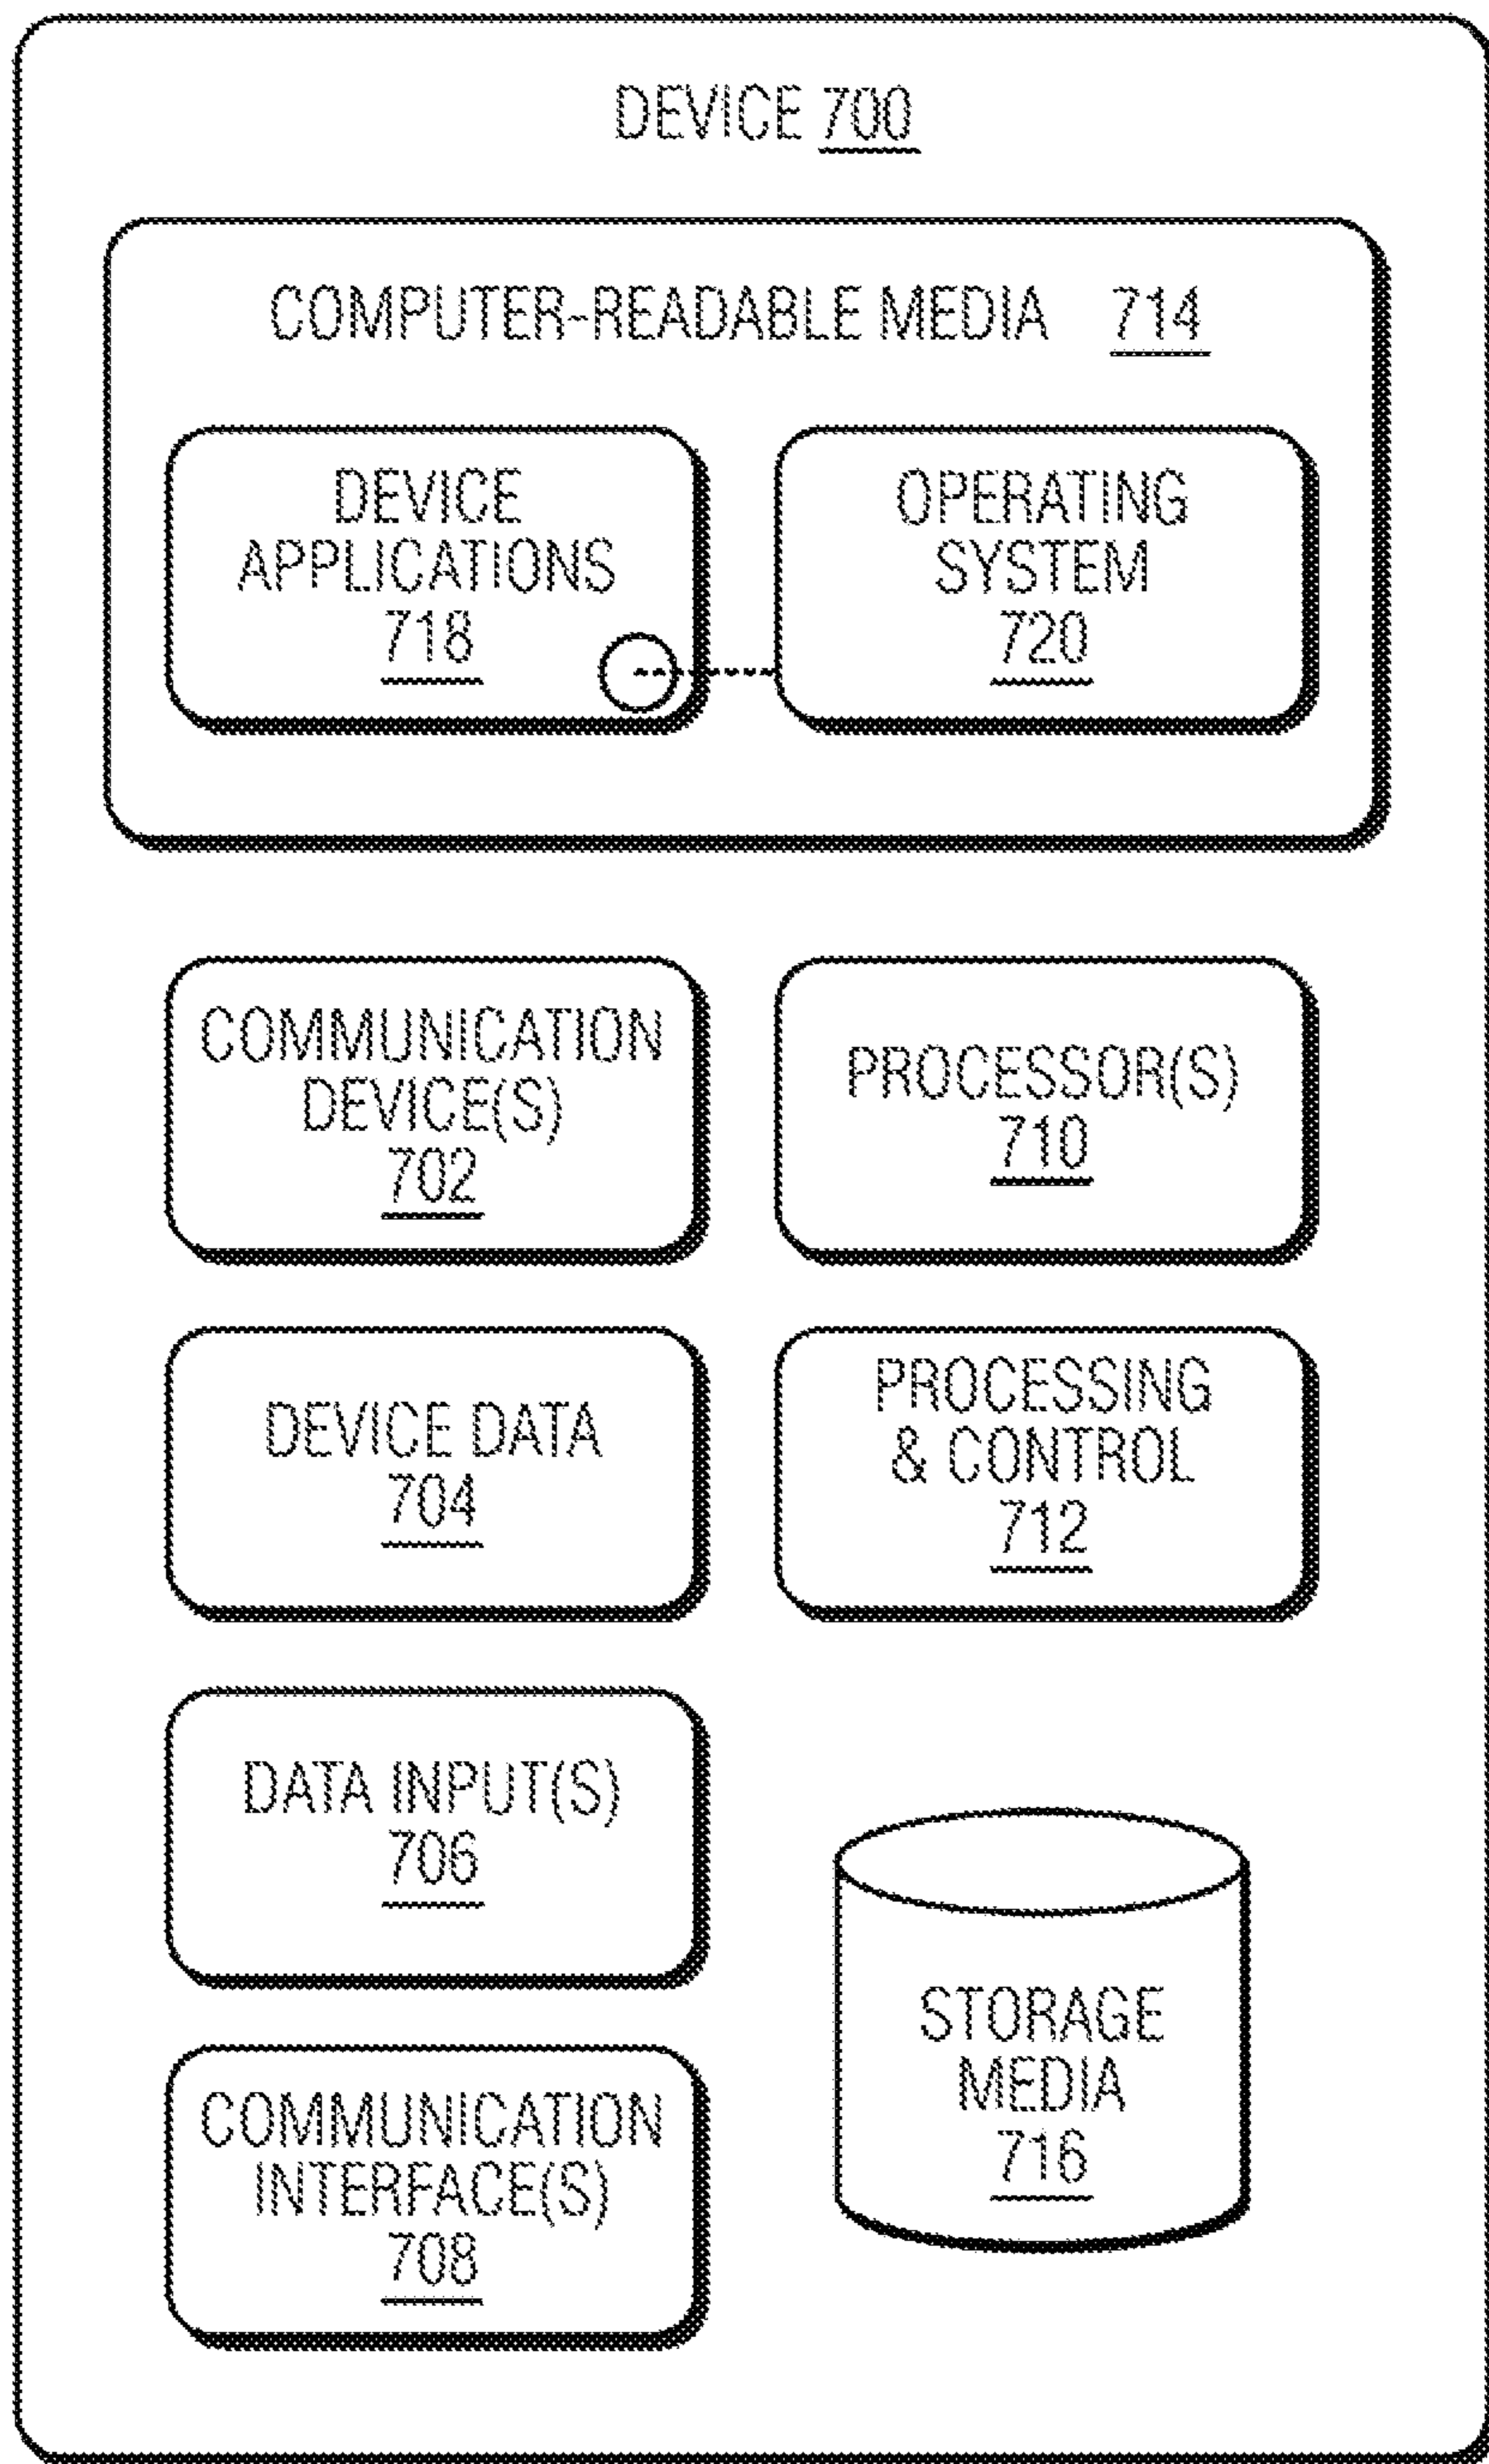 DEVICE 700
COMPUTER-READABLE MEDIA 714
DEVICE
APPLICATIONS
718
OPERATING
SYSTEM
720
COMMUNICATION
DEVICE(S)
702
PROCESSOR(S)
710
DEVICE DATA
704
PROCESSING
& CONTROL
712
DATA INPUT(S)
706
STORAGE
MEDIA
716
COMMUNICATION
INTERFACE(S)
708